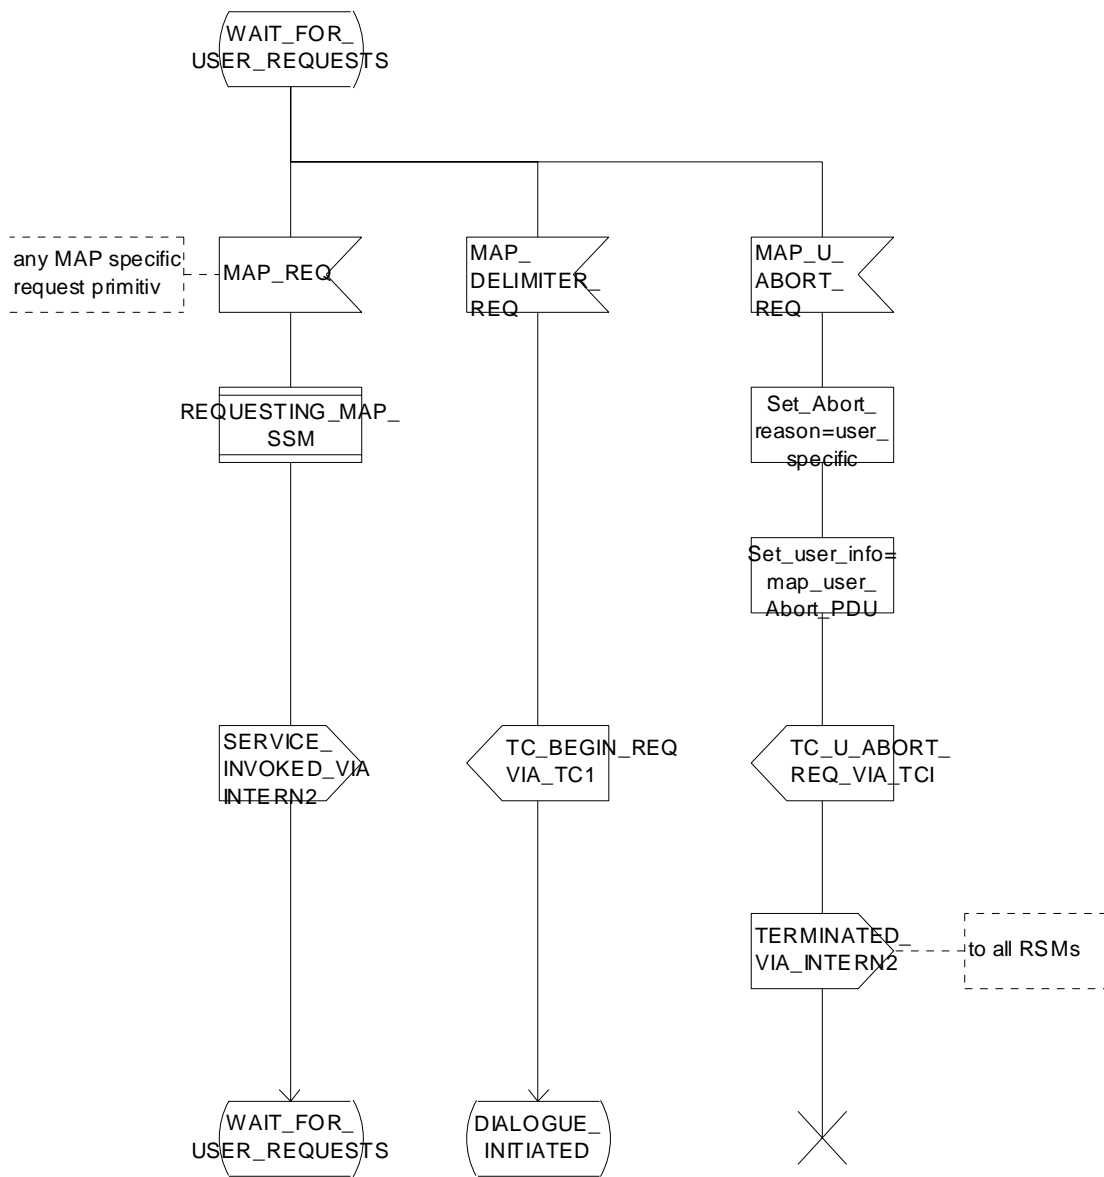 WAIT_FOR_
USER_REQUESTS
any MAP specific
request primitiv
MAP_REQ
MAP_
DELIMITER_
REQ
MAP_U_
ABORT_
REQ
REQUESTING_MAP_
SSM
Set_Abort_
reason=user_
specific
Set_user_info=
map_user_
Abort_PDU
SERVICE_
INVOKED_VIA
INTERN2
TC_BEGIN_REQ
VIA_TC1
TC_U_ABORT_
REQ_VIA_TCI
TERMINATED_
VIA_INTERN2
to all RSMs
WAIT_FOR_
USER_REQUESTS
DIALOGUE_
INITIATED